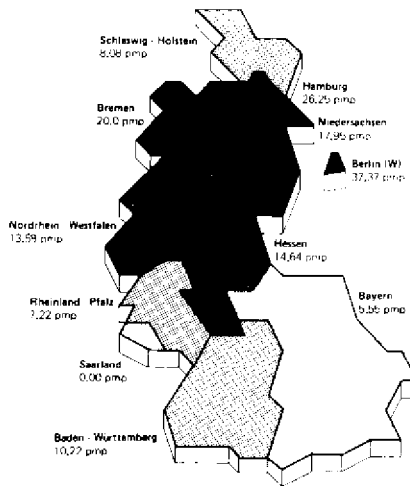 Schleswig - Holstein
8,08 pmp
Hamburg
26,25 pmp
Bremen
20,0 pmp
Niedersachsen
17,95 pmp
Berlin (W)
37,37 pmp
Nordrhein Westfalen
13,59 pmp
Hessen
14,64 pmp
Rheinland Pfalz
7,22 pmp
Bayern
5,55 pmp
Saarland
0,00 pmp
Baden - Württemberg
10,22 pmp